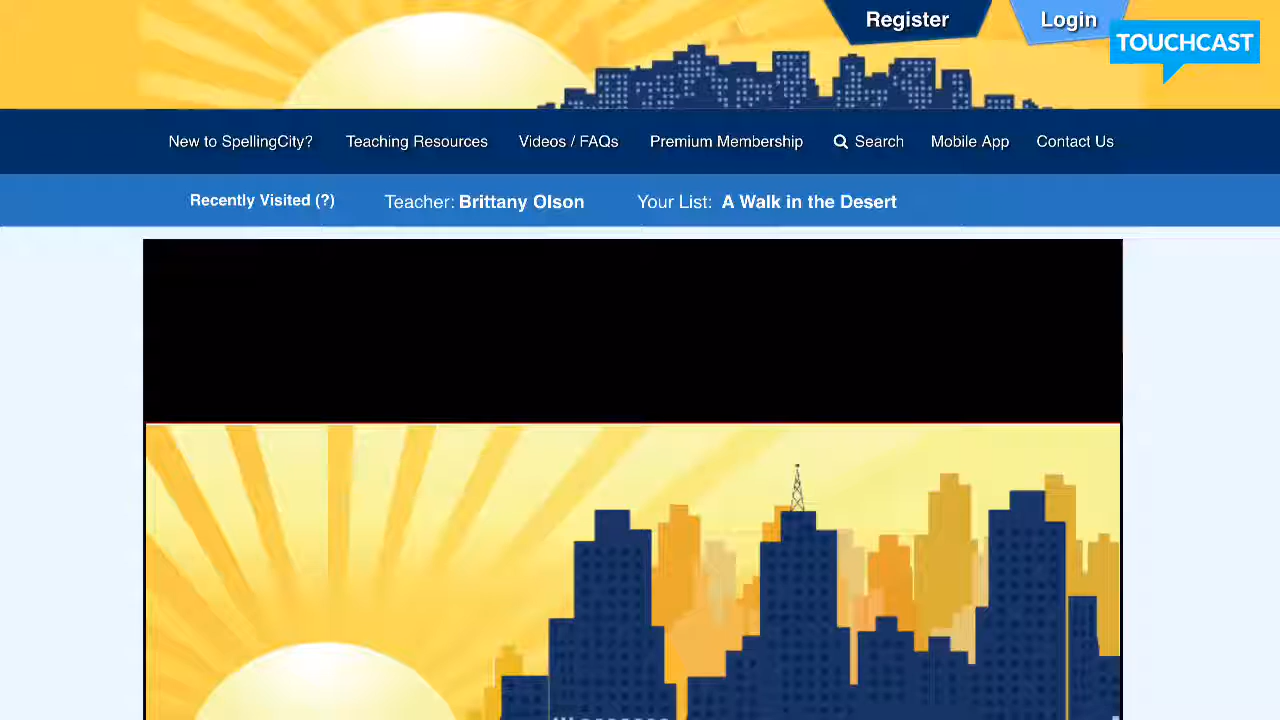 Register
Login
TOUCHCAST
New to SpellingCity?
Teaching Resources
Videos / FAQs
Premium Membership
Search
Mobile App
Contact Us
Recently Visited (?)
Teacher: Brittany Olson
Your List: A Walk in the Desert